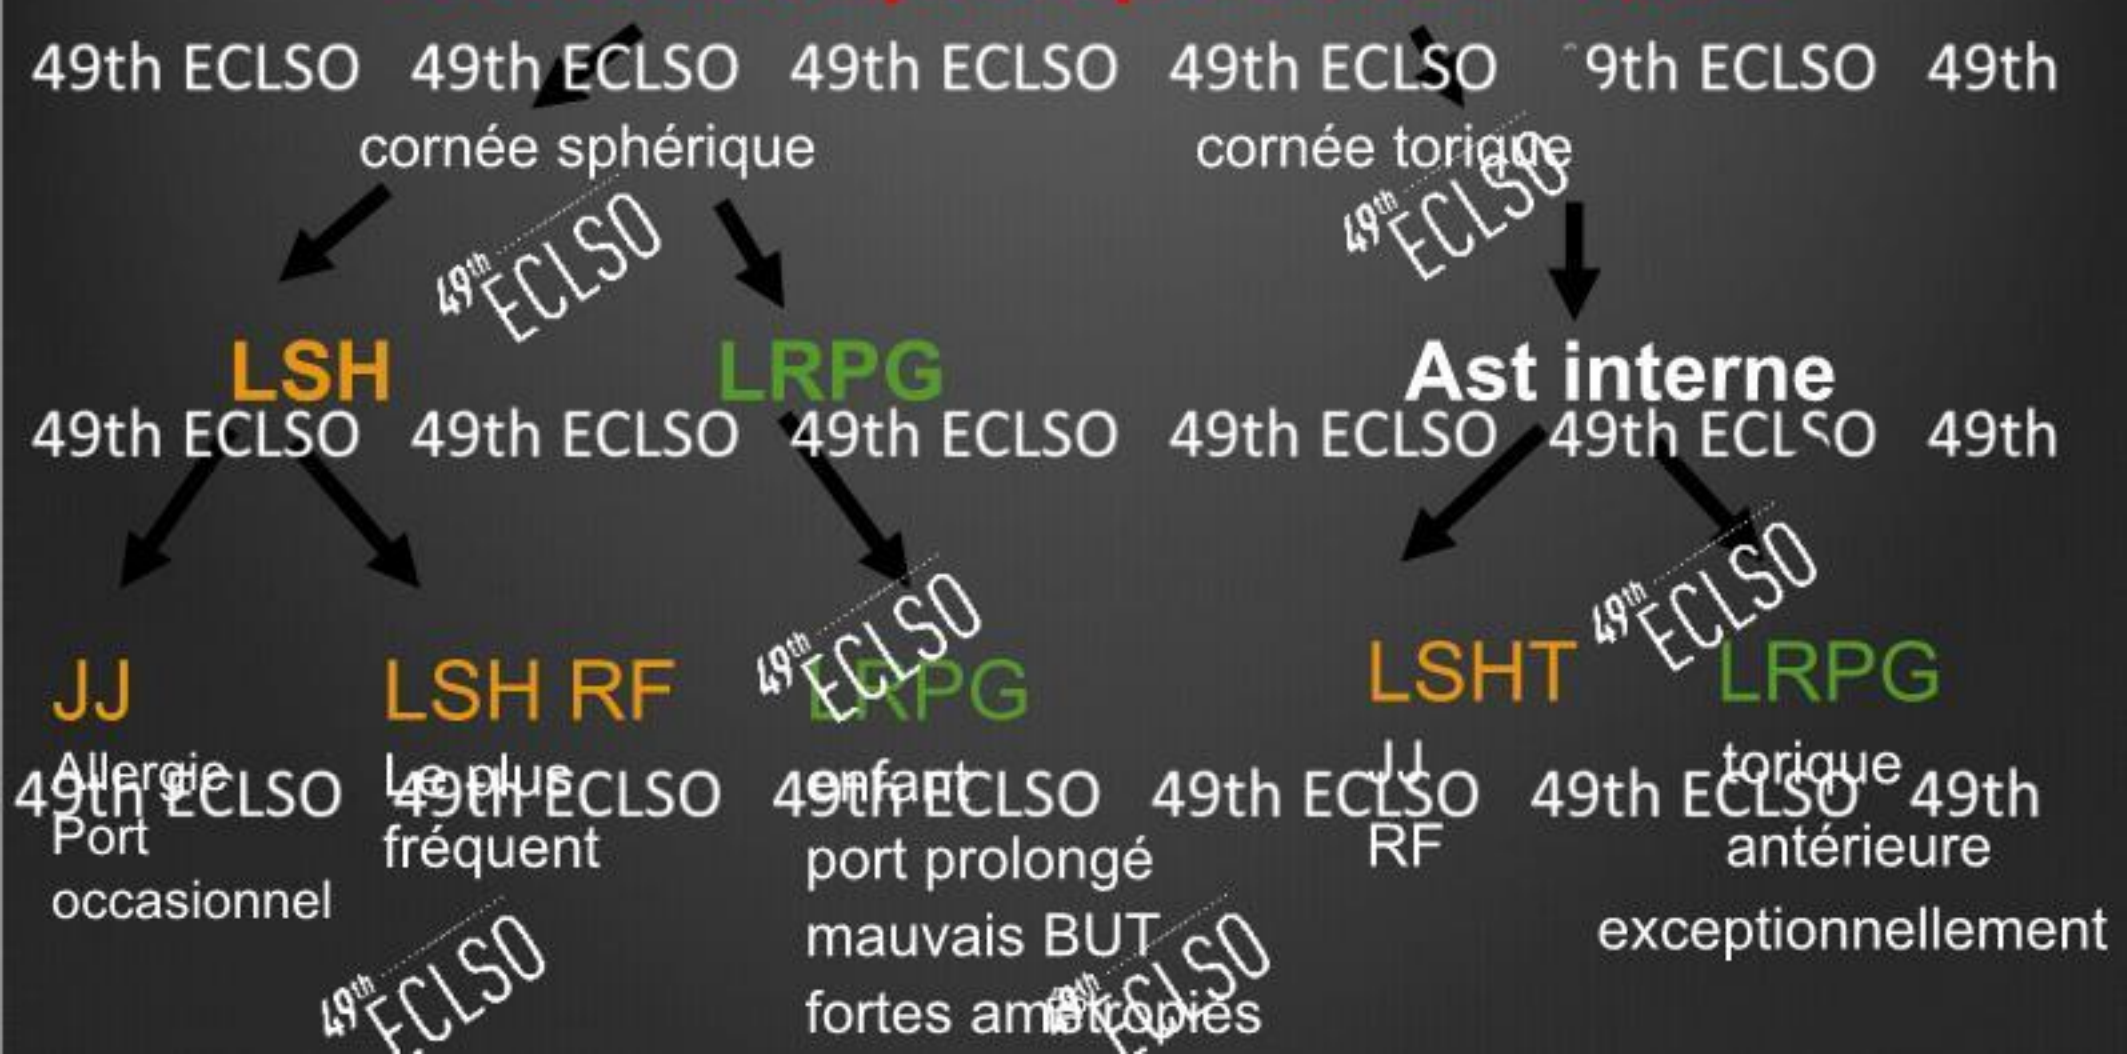 49th ECLSO 49th ECLSO 49th ECLSO 49th ECLSO 9th ECLSO 49th
cornée sphérique cornée torique
49th ECLSO 49th ECLSO
LSH LRPG Ast interne
49th ECLSO 49th ECLSO 49th ECLSO 49th ECLSO 49th ECLSO 49th
49th ECLSO 49th ECLSO
JJ LSH RF LRPG LSHT LRPG
Allergie Le plus enfant JJ torique
49th ECLSO 49th ECLSO 49th ECLSO 49th ECLSO 49th ECLSO 49th
Port fréquent port prolongé RF antérieure
occasionnel mauvais BUT exceptionnellement
49th ECLSO 49th ECLSO
fortes amétropies